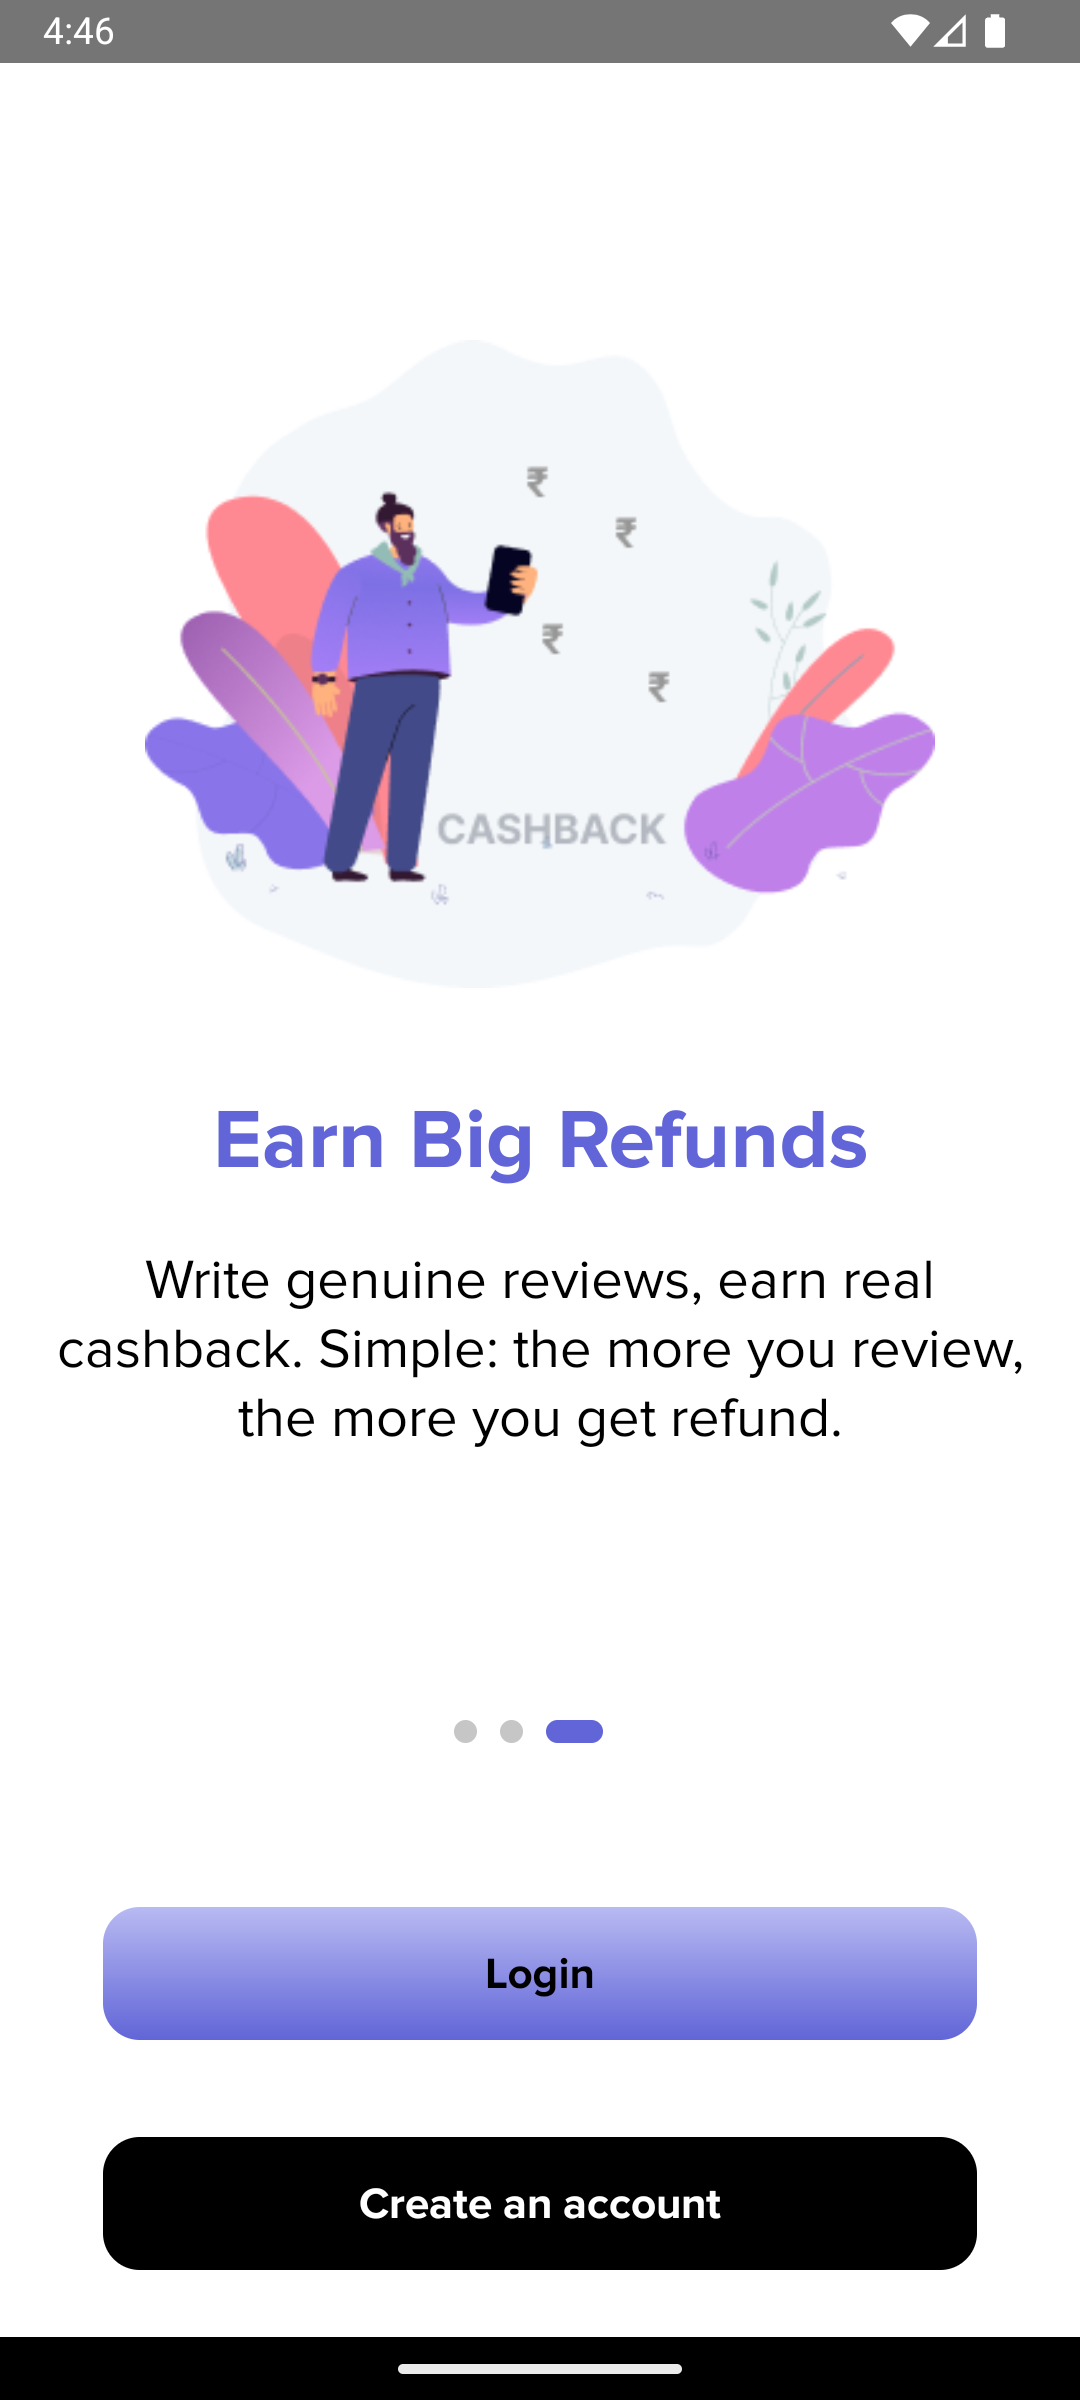 4:46
₹
₹
₹
₹
CASHBACK
Earn Big Refunds
Write genuine reviews, earn real
cashback. Simple: the more you review,
the more you get refund.
Login
Create an account